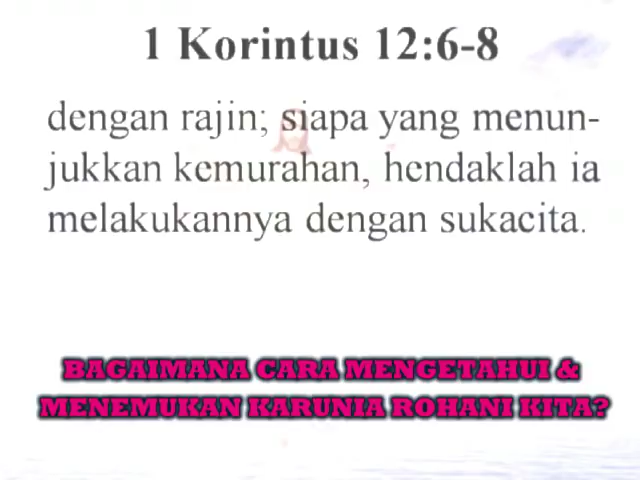 1 Korintus 12:6-8
dengan rajin; siapa yang menun-
jukkan kemurahan, hendaklah ia
melakukannya dengan sukacita.
BAGAIMANA CARA MENGETAHUI &
MENEMUKAN KARUNIA ROHANI KITA?